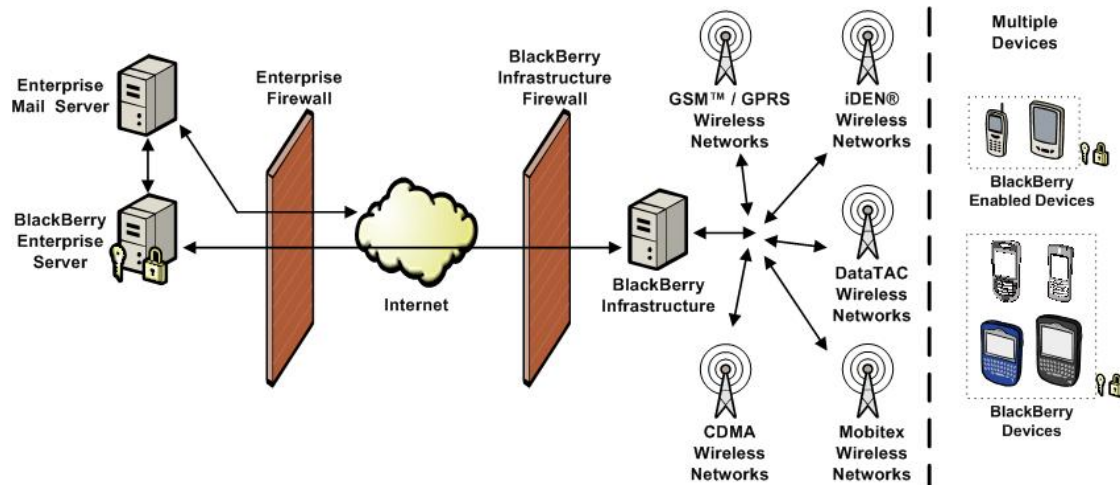 Enterprise
Mail Server
BlackBerry
Enterprise
Server
Enterprise
Firewall
Internet
BlackBerry
Infrastructure
Firewall
BlackBerry
Infrastructure
GSM™ / GPRS
Wireless
Networks
iDEN®
Wireless
Networks
DataTAC
Wireless
Networks
CDMA
Wireless
Networks
Mobitex
Wireless
Networks
Multiple
Devices
BlackBerry
Enabled Devices
BlackBerry
Devices